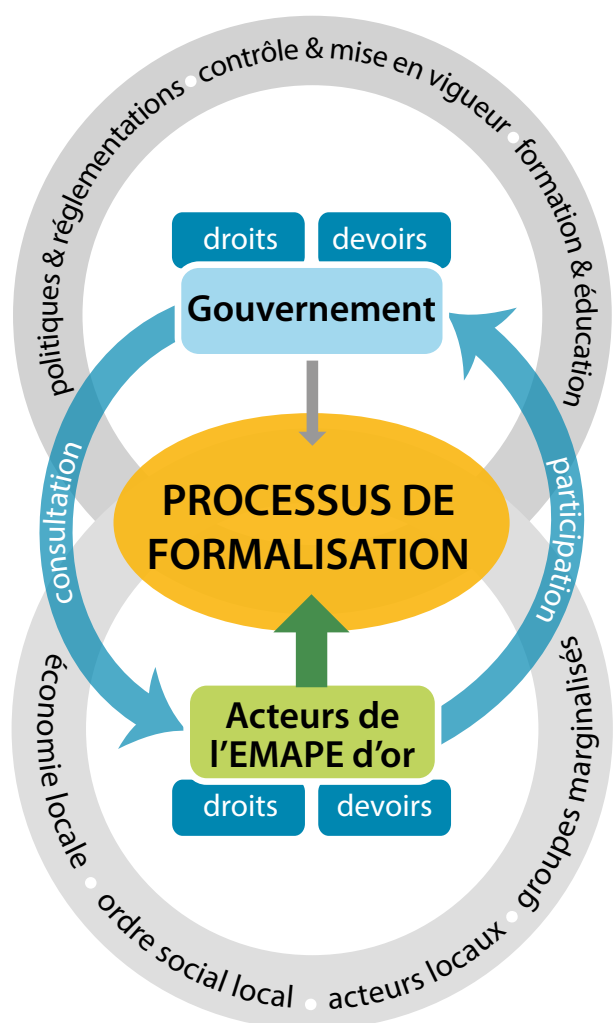 politiques & réglementations • contrôle & mise en vigueur • formation & éducation
droits
devoirs
Gouvernement
consultation
participation
PROCESSUS DE
FORMALISATION
Acteurs de
l'EMAPE d'or
droits
devoirs
économie locale • ordre social local • acteurs locaux • groupes marginalisés